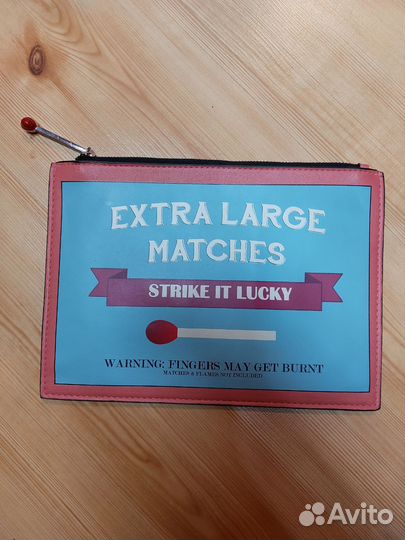 EXTRA LARGE
MATCHES
STRIKE IT LUCKY
WARNING: FINGERS MAY GET BURNT
MATCHES & FLAMES NOT INCLUDED
Avito